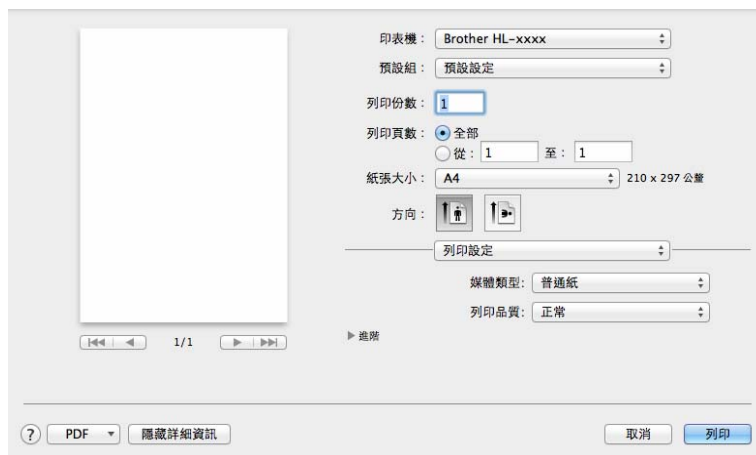 印表機： Brother HL-xxxx
預設組： 預設設定
列印份數： 1
列印頁數： 全部
從： 1 至： 1
紙張大小： A4 210 x 297 公釐
方向：
列印設定
媒體類型: 普通紙
列印品質: 正常
1/1
進階
? PDF 隱藏詳細資訊 取消 列印